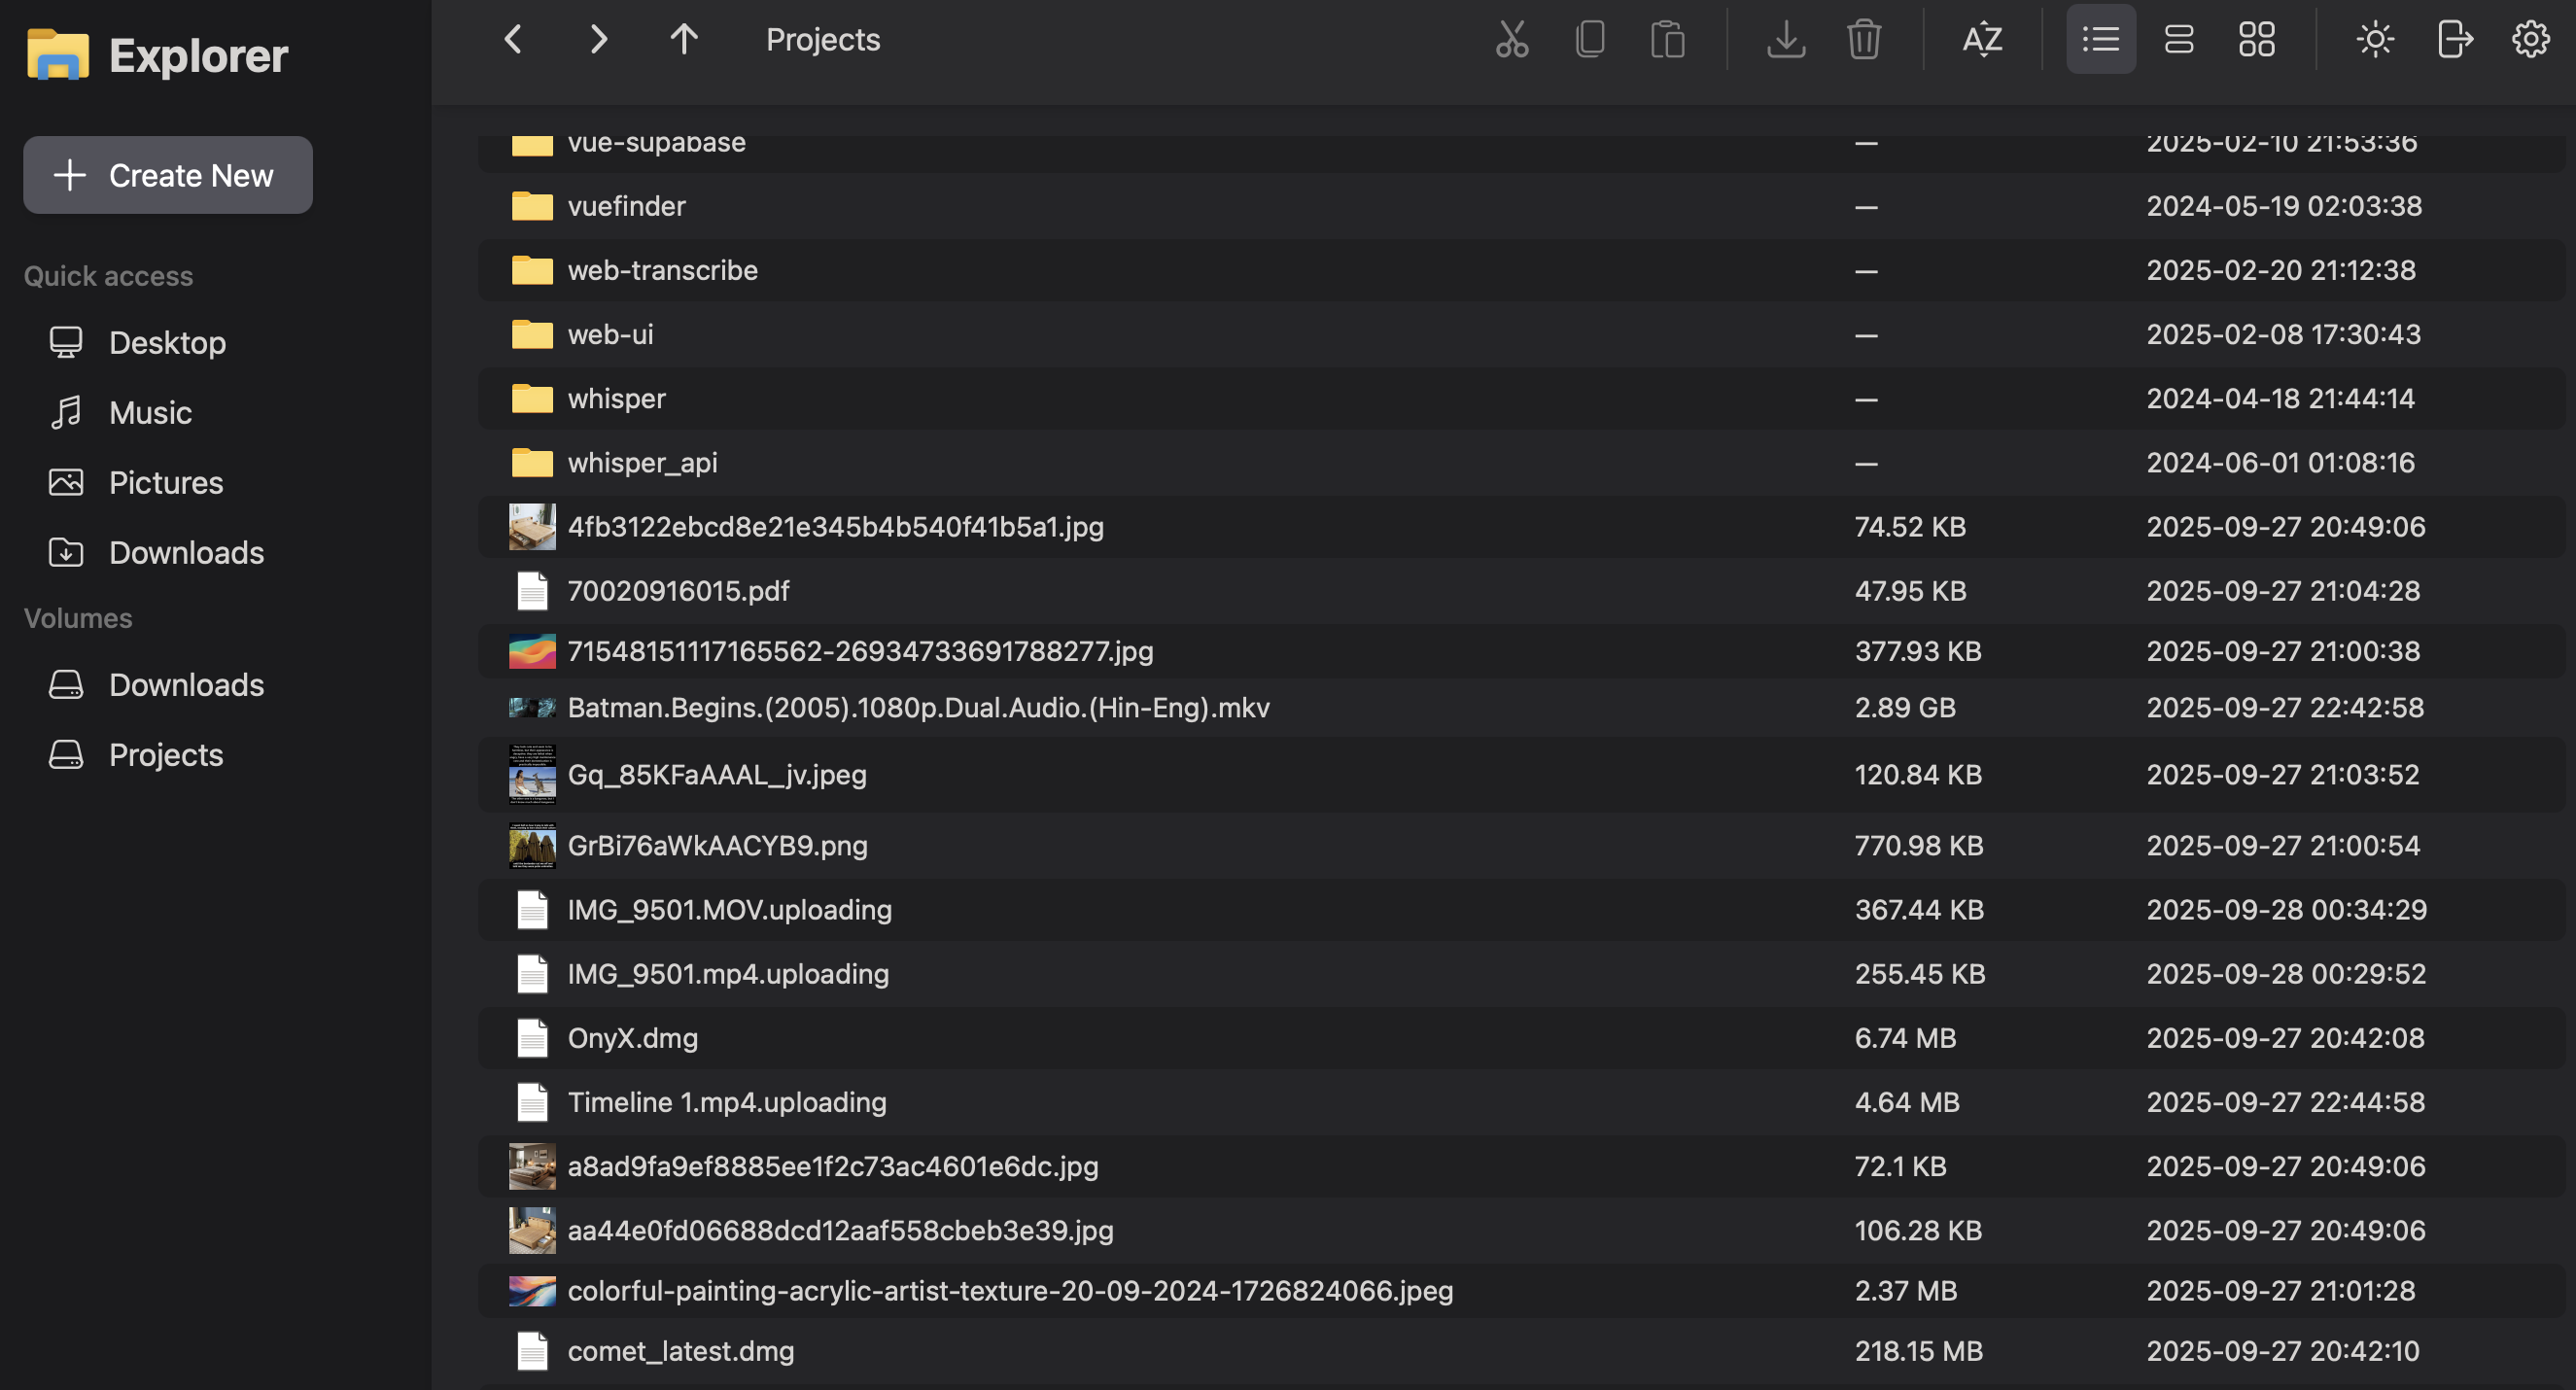 Explorer
Create New
Quick access
Desktop
Music
Pictures
Downloads
Volumes
Downloads
Projects
Projects
AZ
vue-supabase — 2025-02-10 21:53:36
vuefinder — 2024-05-19 02:03:38
web-transcribe — 2025-02-20 21:12:38
web-ui — 2025-02-08 17:30:43
whisper — 2024-04-18 21:44:14
whisper_api — 2024-06-01 01:08:16
4fb3122ebcd8e21e345b4b540f41b5a1.jpg 74.52 KB 2025-09-27 20:49:06
70020916015.pdf 47.95 KB 2025-09-27 21:04:28
71548151117165562-26934733691788277.jpg 377.93 KB 2025-09-27 21:00:38
Batman.Begins.(2005).1080p.Dual.Audio.(Hin-Eng).mkv 2.89 GB 2025-09-27 22:42:58
Gq_85KFaAAAL_jv.jpeg 120.84 KB 2025-09-27 21:03:52
GrBi76aWkAACYB9.png 770.98 KB 2025-09-27 21:00:54
IMG_9501.MOV.uploading 367.44 KB 2025-09-28 00:34:29
IMG_9501.mp4.uploading 255.45 KB 2025-09-28 00:29:52
OnyX.dmg 6.74 MB 2025-09-27 20:42:08
Timeline 1.mp4.uploading 4.64 MB 2025-09-27 22:44:58
a8ad9fa9ef8885ee1f2c73ac4601e6dc.jpg 72.1 KB 2025-09-27 20:49:06
aa44e0fd06688dcd12aaf558cbeb3e39.jpg 106.28 KB 2025-09-27 20:49:06
colorful-painting-acrylic-artist-texture-20-09-2024-1726824066.jpeg 2.37 MB 2025-09-27 21:01:28
comet_latest.dmg 218.15 MB 2025-09-27 20:42:10